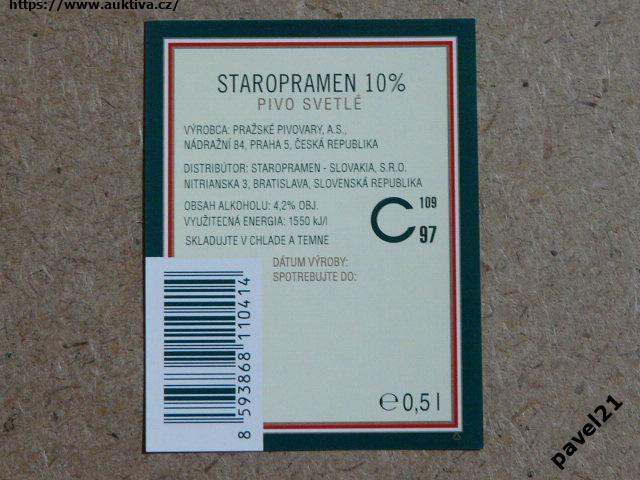 https://www.auktiva.cz/
STAROPRAMEN 10%
PIVO SVETLÉ
VÝROBCA: PRAŽSKÉ PIVOVARY, A.S.,
NÁDRAŽNÍ 84, PRAHA 5, ČESKÁ REPUBLIKA
DISTRIBÚTOR: STAROPRAMEN - SLOVAKIA, S.R.O.
NITRIANSKA 3, BRATISLAVA, SLOVENSKÁ REPUBLIKA
OBSAH ALKOHOLU: 4,2% OBJ.
VYUŽITEĽNÁ ENERGIA: 1550 kJ/l
SKLADUJTE V CHLADE A TEMNE
C 109
97
DÁTUM VÝROBY:
SPOTREBUJTE DO:
8 593868 110414
℮ 0,5 l
pavel21